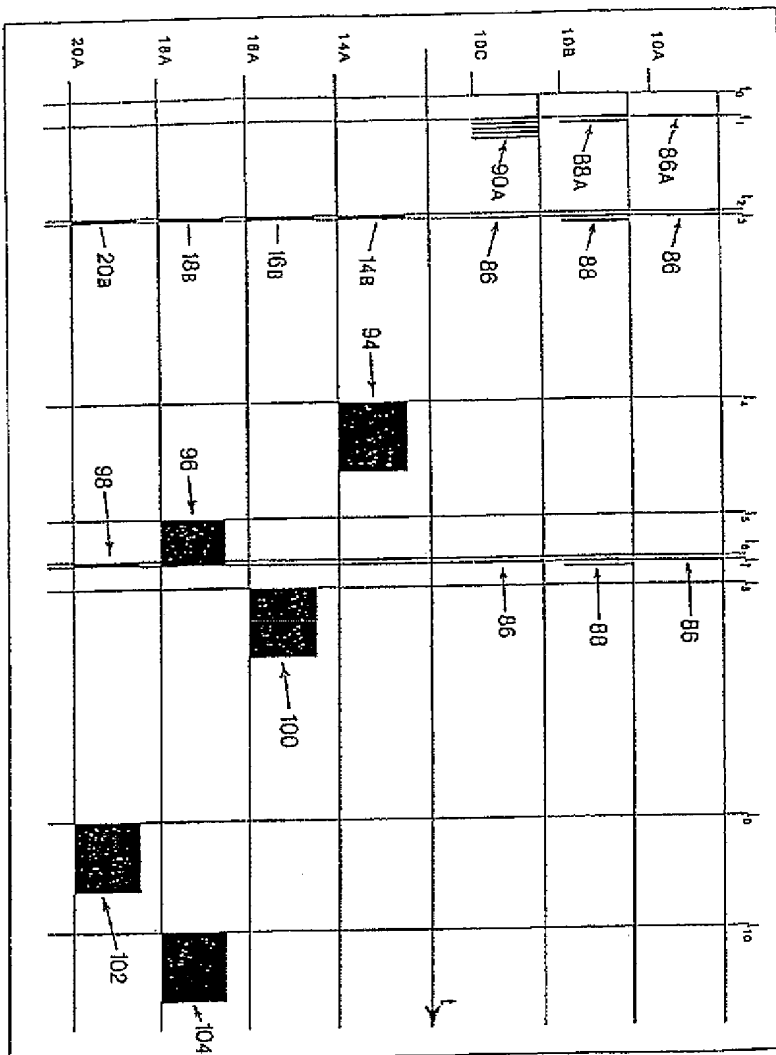 t0 t1 t2 t3 t4 t5 t6 t7 t8 t9 t10
10A 86A 86 86
10B 88A 88 88
10C 90A 86 86
t
14A 14B 94
16A 16B 100
18A 18B 96 104
20A 20B 98 102